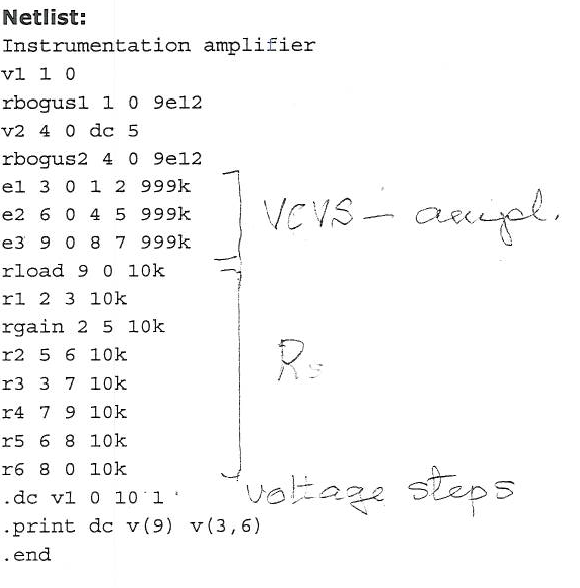 Netlist:
Instrumentation amplifier
v1 1 0
rbogus1 1 0 9e12
v2 4 0 dc 5
rbogus2 4 0 9e12
e1 3 0 1 2 999k
e2 6 0 4 5 999k VCVS - ampl.
e3 9 0 8 7 999k
rload 9 0 10k
r1 2 3 10k
rgain 2 5 10k
r2 5 6 10k Rs
r3 3 7 10k
r4 7 9 10k
r5 6 8 10k
r6 8 0 10k
.dc v1 0 10 1 voltage steps
.print dc v(9) v(3,6)
.end